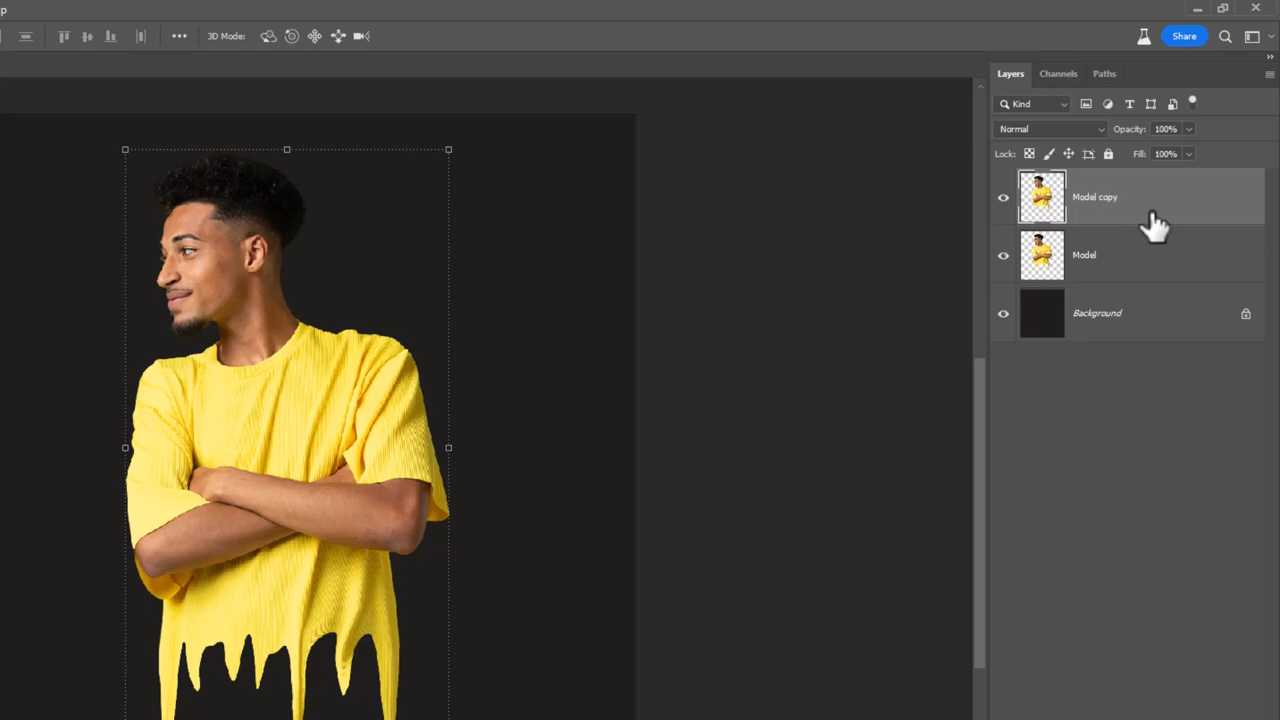 p
3D Mode:
Share
Layers Channels Paths
Kind
Normal Opacity: 100%
Lock: Fill: 100%
Model copy
Model
Background